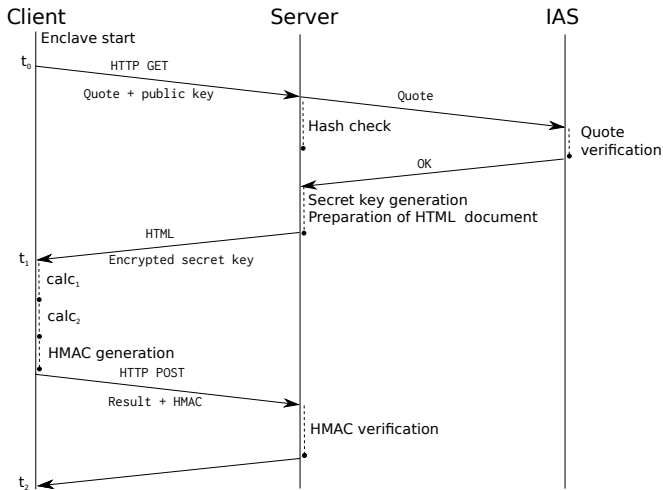 Client
Server
IAS
Enclave start
t₀
HTTP GET
Quote + public key
Quote
Hash check
Quote
verification
OK
Secret key generation
Preparation of HTML document
HTML
t₁
Encrypted secret key
calc₁
calc₂
HMAC generation
HTTP POST
Result + HMAC
HMAC verification
t₂